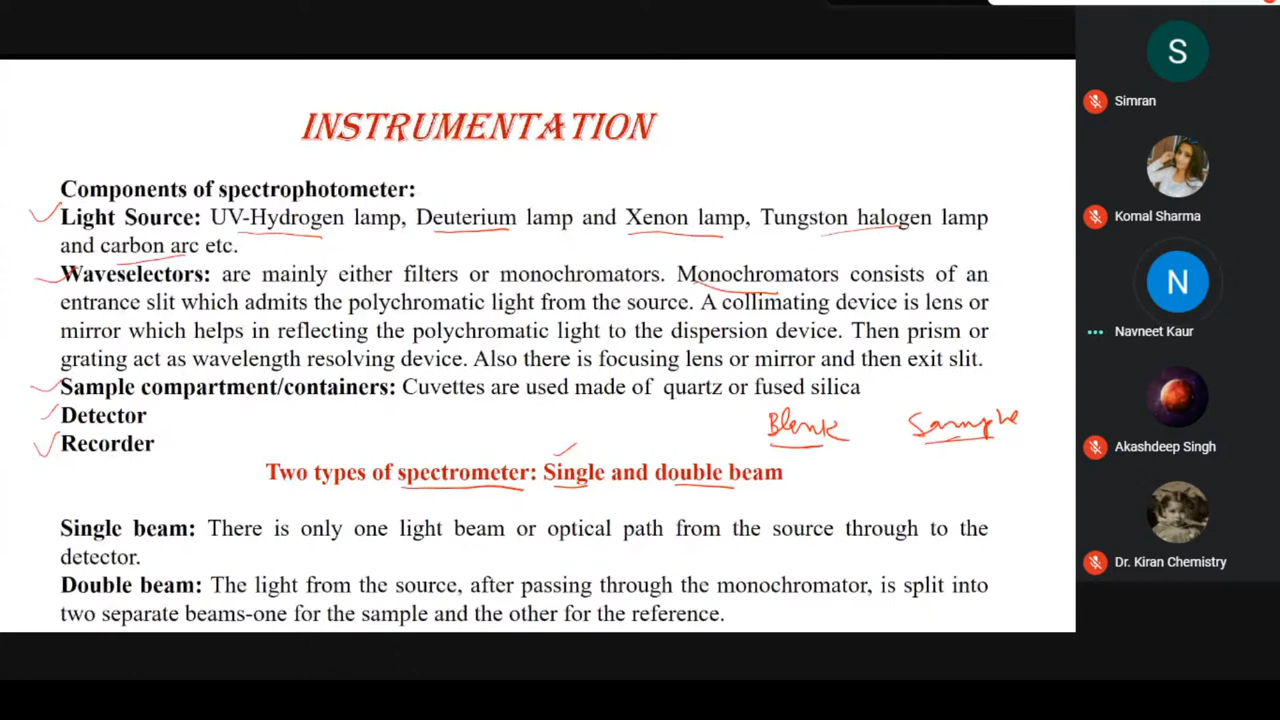 INSTRUMENTATION
Components of spectrophotometer:
Light Source: UV-Hydrogen lamp, Deuterium lamp and Xenon lamp, Tungston halogen lamp
and carbon arc etc.
Waveselectors: are mainly either filters or monochromators. Monochromators consists of an
entrance slit which admits the polychromatic light from the source. A collimating device is lens or
mirror which helps in reflecting the polychromatic light to the dispersion device. Then prism or
grating act as wavelength resolving device. Also there is focusing lens or mirror and then exit slit.
Sample compartment/containers: Cuvettes are used made of quartz or fused silica
Detector
Blank Sample
Recorder
Two types of spectrometer: Single and double beam
Single beam: There is only one light beam or optical path from the source through to the
detector.
Double beam: The light from the source, after passing through the monochromator, is split into
two separate beams-one for the sample and the other for the reference.
S
Simran
Komal Sharma
N
Navneet Kaur
Akashdeep Singh
Dr. Kiran Chemistry